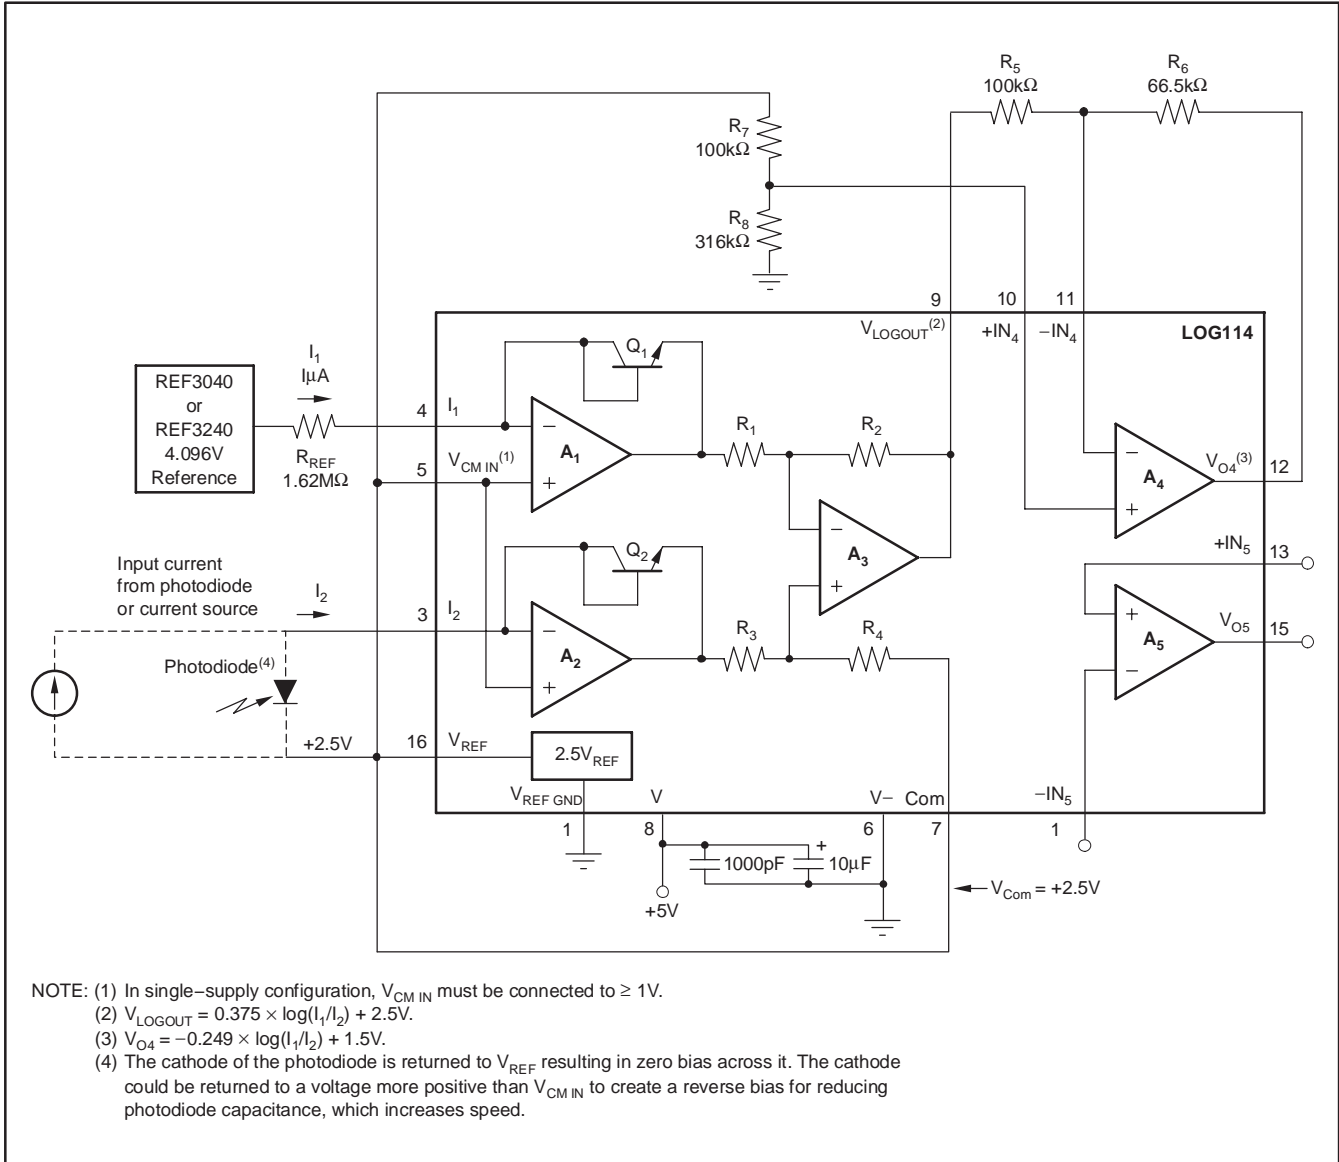 R5
100kΩ
R6
66.5kΩ
R7
100kΩ
R8
316kΩ
9
10
11
VLOGOUT(2)
+IN4
−IN4
LOG114
I1
IμA
REF3040
or
REF3240
4.096V
Reference
RREF
1.62MΩ
4
I1
Q1
−
A1
+
5
VCM IN(1)
R1
R2
−
A3
+
−
A4
+
VO4(3)
12
Input current
from photodiode
or current source
I2
3
I2
Q2
−
A2
+
R3
R4
+IN5
13
+
A5
−
VO5
15
Photodiode(4)
+2.5V
16
VREF
2.5VREF
VREF GND
1
V
8
V−
6
Com
7
−IN5
1
1000pF
+
10μF
+5V
VCom = +2.5V
NOTE: (1) In single−supply configuration, VCM IN must be connected to ≥ 1V.
(2) VLOGOUT = 0.375 × log(I1/I2) + 2.5V.
(3) VO4 = −0.249 × log(I1/I2) + 1.5V.
(4) The cathode of the photodiode is returned to VREF resulting in zero bias across it. The cathode
could be returned to a voltage more positive than VCM IN to create a reverse bias for reducing
photodiode capacitance, which increases speed.